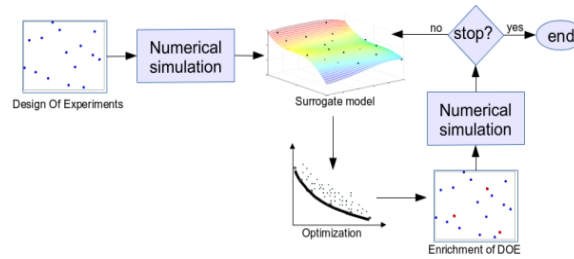 Design Of Experiments
Numerical
simulation
Surrogate model
Optimization
Enrichment of DOE
Numerical
simulation
no
stop?
yes
end